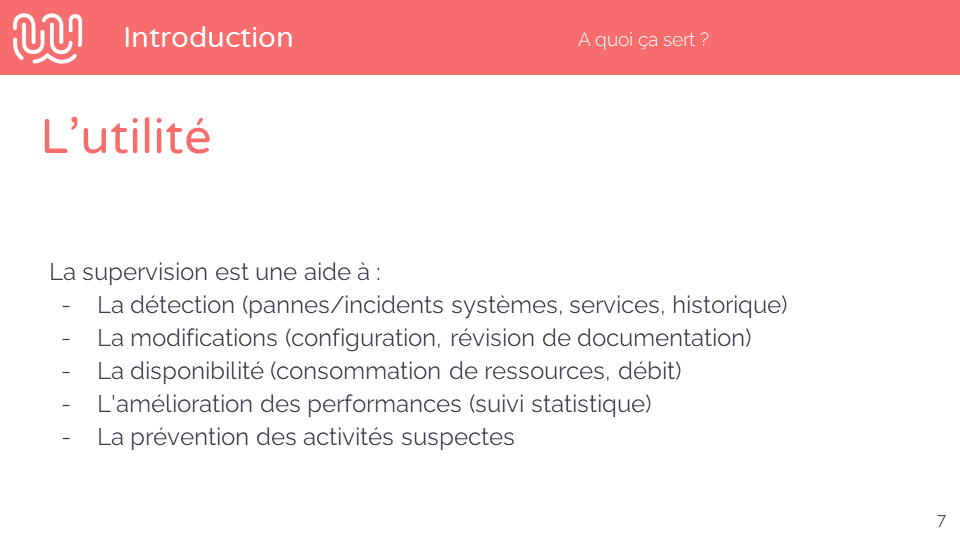 Introduction
A quoi ça sert ?
L'utilité
La supervision est une aide à :
- La détection (pannes/incidents systèmes, services, historique)
- La modifications (configuration, révision de documentation)
- La disponibilité (consommation de ressources, débit)
- L'amélioration des performances (suivi statistique)
- La prévention des activités suspectes
7